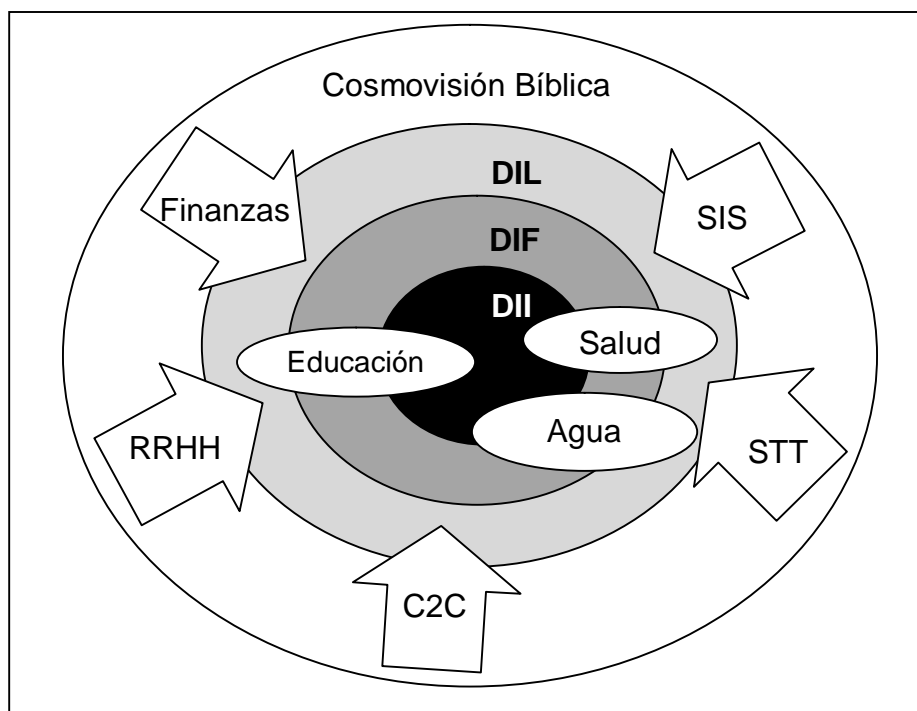 Cosmovisión Bíblica
DIL
Finanzas
SIS
DIF
DII
Educación
Salud
Agua
RRHH
STT
C2C